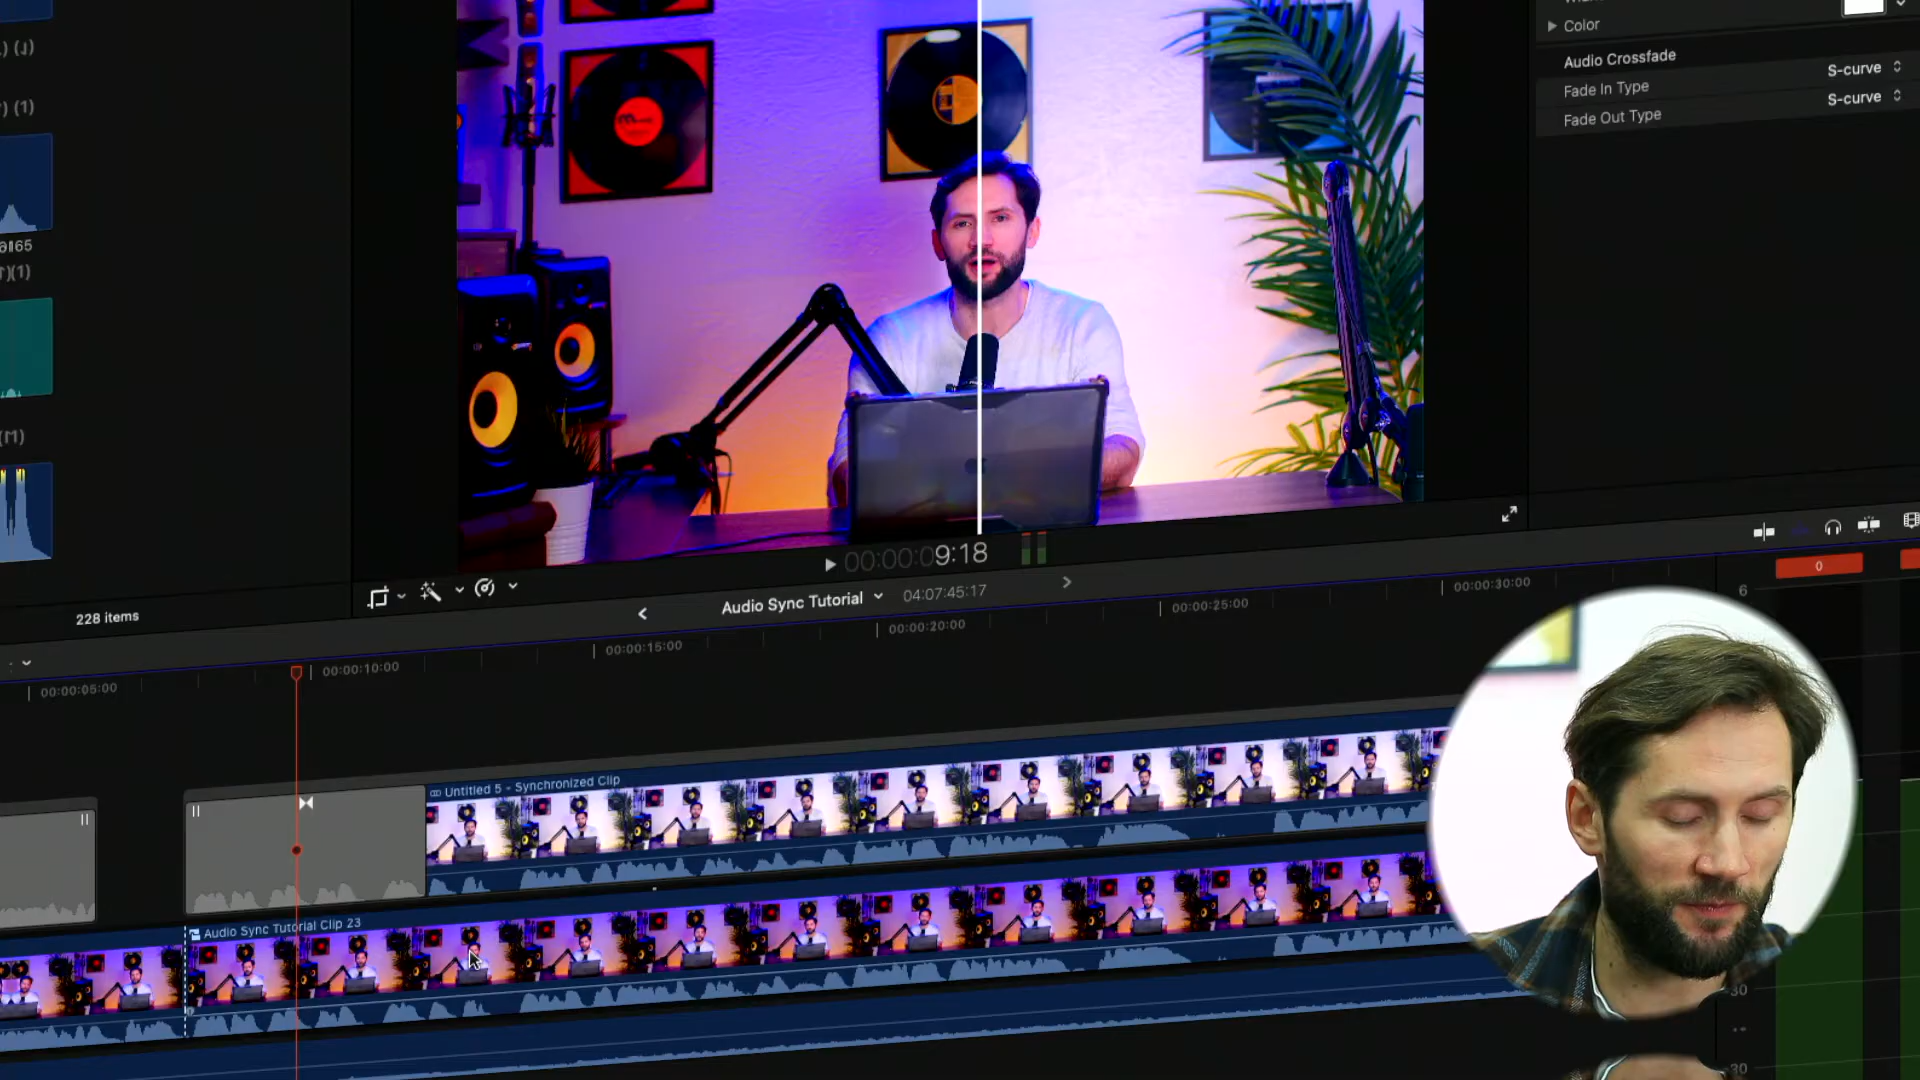 Color
Audio Crossfade
Fade In Type
S-curve
Fade Out Type
S-curve
(1)
228 items
00:00:09:18
Audio Sync Tutorial
04:07:45:17
00:00:05:00
00:00:10:00
00:00:15:00
00:00:20:00
00:00:25:00
00:00:30:00
0
6
Untitled 5 - Synchronized Clip
Audio Sync Tutorial Clip 23
30